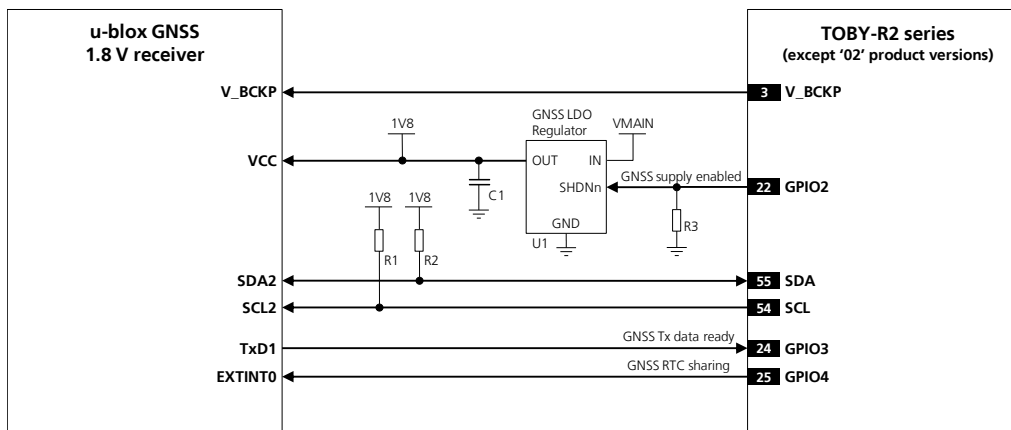 u-blox GNSS
1.8 V receiver
TOBY-R2 series
(except ‘02’ product versions)
V_BCKP
3 V_BCKP
GNSS LDO
Regulator
VMAIN
1V8
VCC
OUT
IN
GNSS supply enabled
SHDNn
22 GPIO2
C1
1V8
1V8
GND
R3
U1
R1
R2
SDA2
55 SDA
SCL2
54 SCL
GNSS Tx data ready
TxD1
24 GPIO3
GNSS RTC sharing
EXTINT0
25 GPIO4